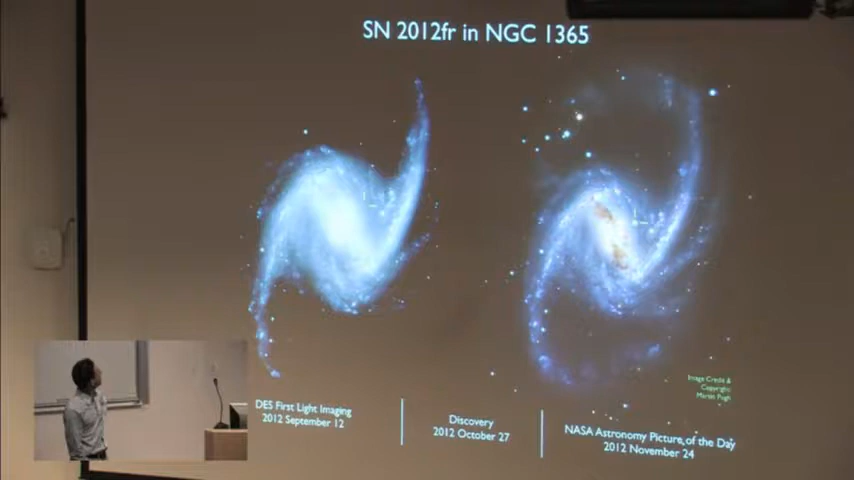 SN 2012fr in NGC 1365
Image Credit &
Copyright:
Martin Pugh
DES First Light Imaging
2012 September 12
Discovery
2012 October 27
NASA Astronomy Picture of the Day
2012 November 24